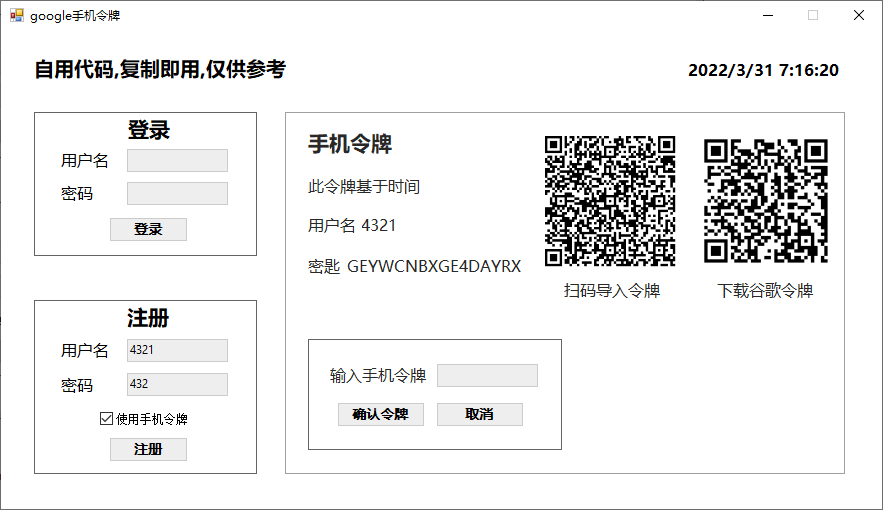 google手机令牌
自用代码,复制即用,仅供参考
2022/3/31 7:16:20
登录
用户名
密码
登录
注册
用户名 4321
密码 432
使用手机令牌
注册
手机令牌
此令牌基于时间
用户名 4321
密匙 GEYWCNBXGE4DAYRX
扫码导入令牌
下载谷歌令牌
输入手机令牌
确认令牌 取消